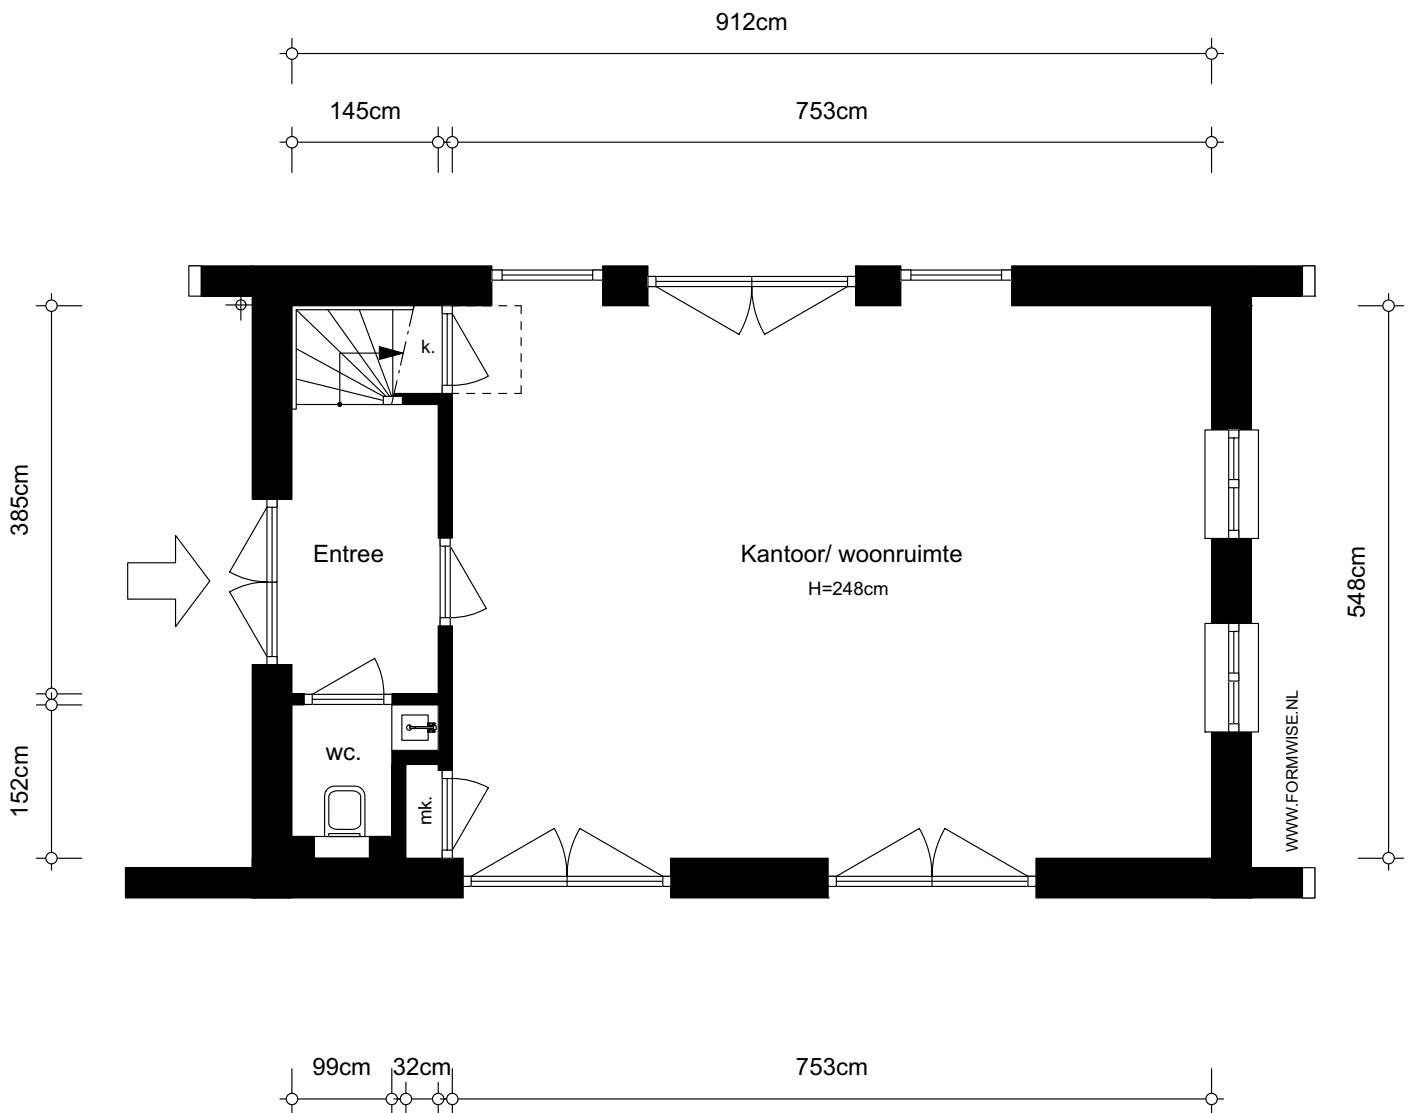 912cm
145cm
753cm
k.
385cm
Entree
Kantoor/ woonruimte
H=248cm
548cm
WWW.FORMWISE.NL
152cm
wc.
mk.
99cm
32cm
753cm